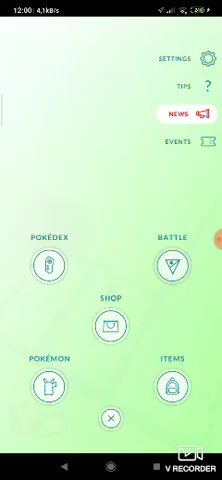 12:00 | 4,1kB/s
SETTINGS
TIPS
NEWS
EVENTS
POKÉDEX
BATTLE
SHOP
POKÉMON
ITEMS
V RECORDER